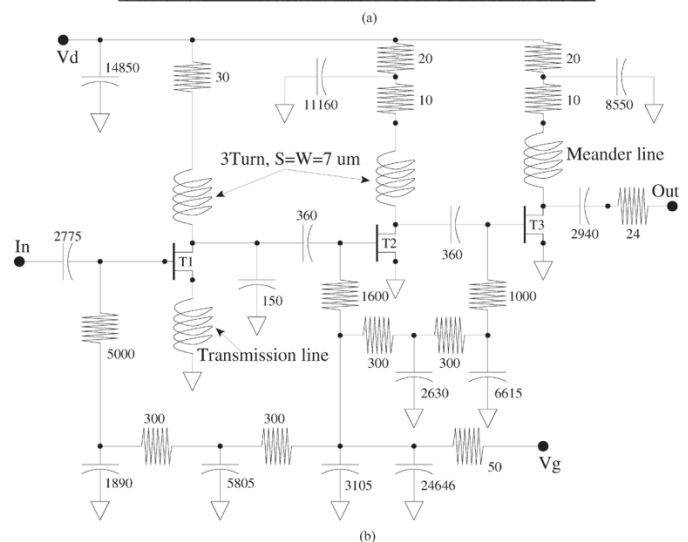 (a)
Vd
14850
30
11160
20
10
20
10
8550
3Turn, S=W=7 um
Meander line
Out
In
2775
T1
360
T2
360
T3
2940
24
150
1600
1000
5000
Transmission line
300
300
2630
6615
300
300
50
Vg
1890
5805
3105
24646
(b)